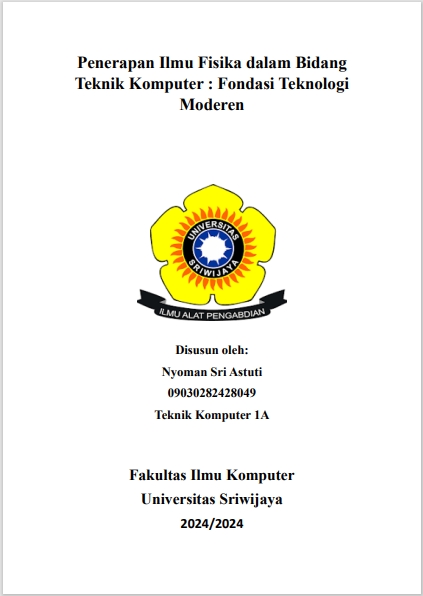 Penerapan Ilmu Fisika dalam Bidang
Teknik Komputer : Fondasi Teknologi
Moderen
UNIVERSITAS
SRIWIJAYA
ILMU ALAT PENGABDIAN
Disusun oleh:
Nyoman Sri Astuti
09030282428049
Teknik Komputer 1A
Fakultas Ilmu Komputer
Universitas Sriwijaya
2024/2024